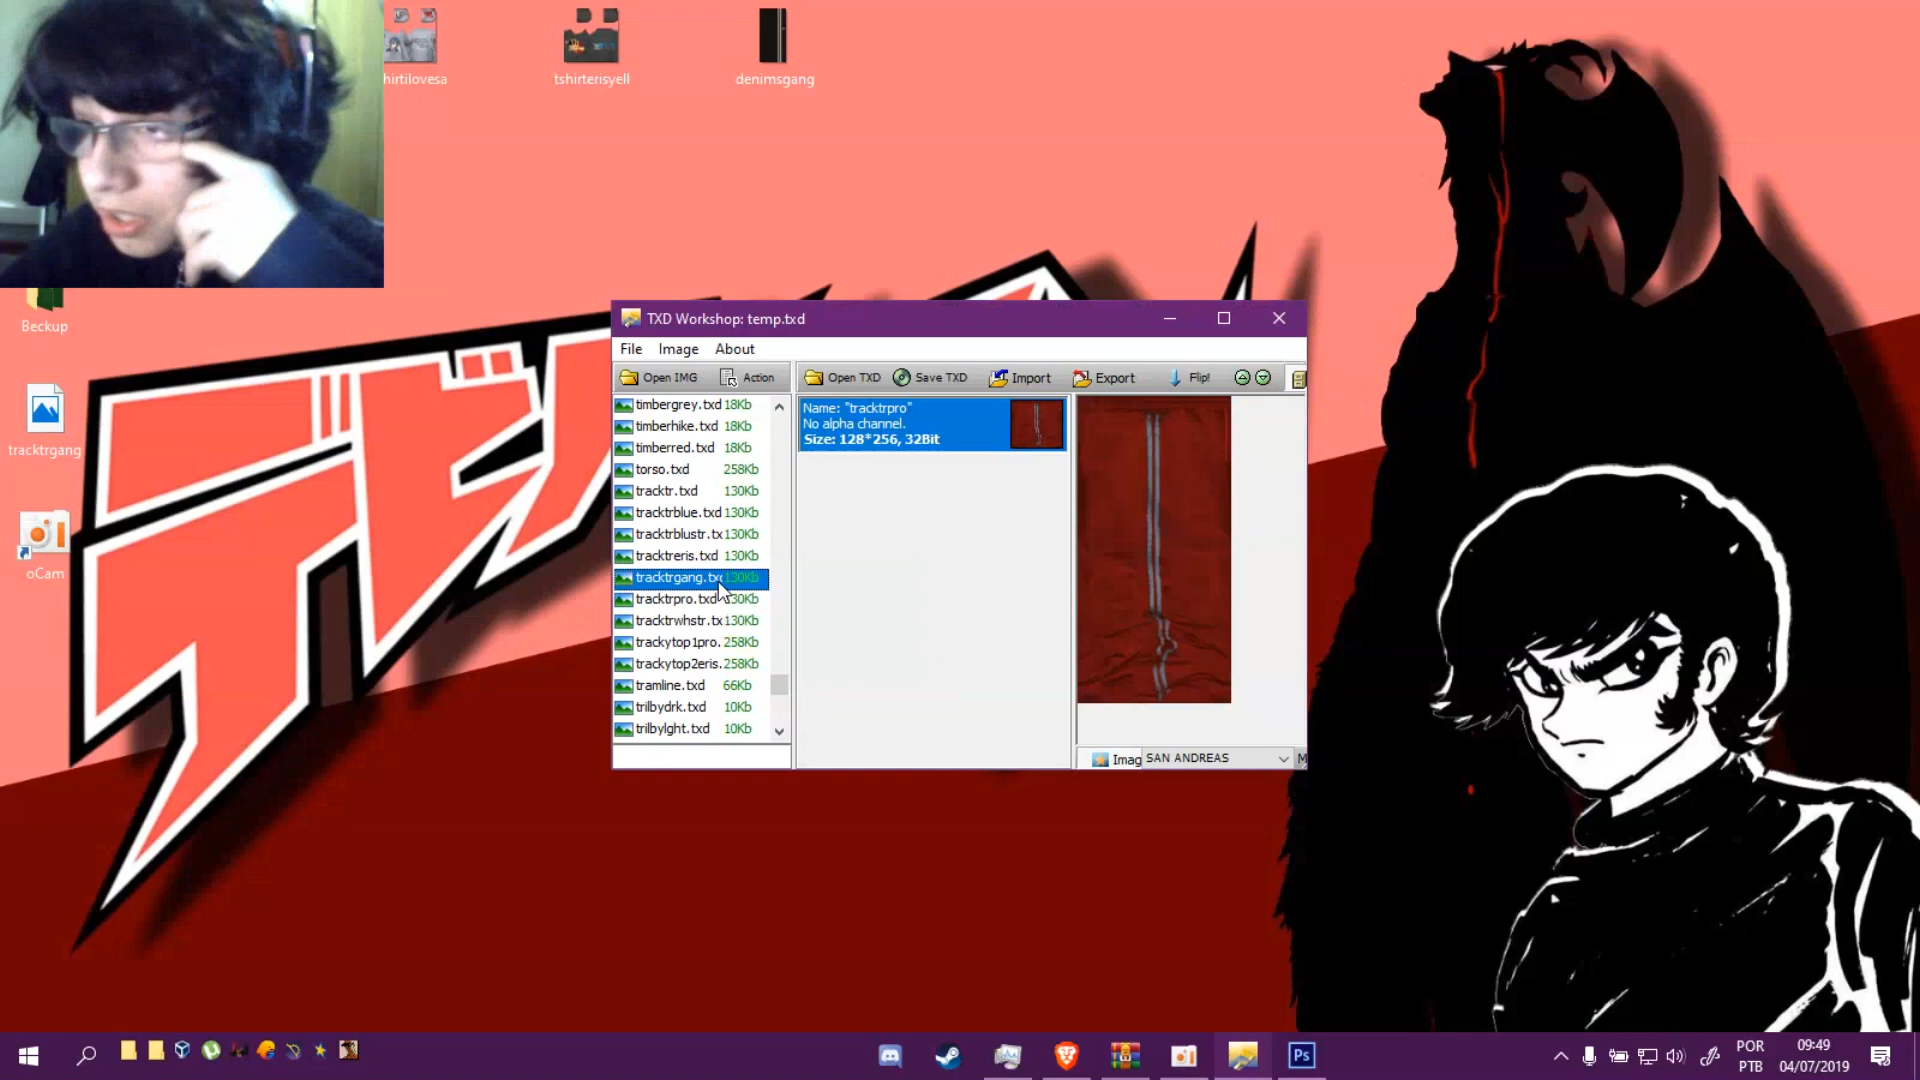 hirtilovesa
tshirterisyell
denimsgang
Beckup
tracktrgang
oCam
デビル
TXD Workshop: temp.txd
File Image About
Open IMG Action Open TXD Save TXD Import Export Flip!
timbergrey.txd 18Kb
timberhike.txd 18Kb
timberred.txd 18Kb
torso.txd 258Kb
tracktr.txd 130Kb
tracktrblue.txd 130Kb
tracktrblustr.tx 130Kb
tracktreris.txd 130Kb
tracktrgang.txd 130Kb
tracktrpro.txd 130Kb
tracktrwhstr.tx 130Kb
trackytop1pro. 258Kb
trackytop2eris. 258Kb
tramline.txd 66Kb
trilbydrk.txd 10Kb
trilbylght.txd 10Kb
Name: "tracktrpro"
No alpha channel.
Size: 128*256, 32Bit
Imag SAN ANDREAS M
Ps
POR
PTB
09:49
04/07/2019